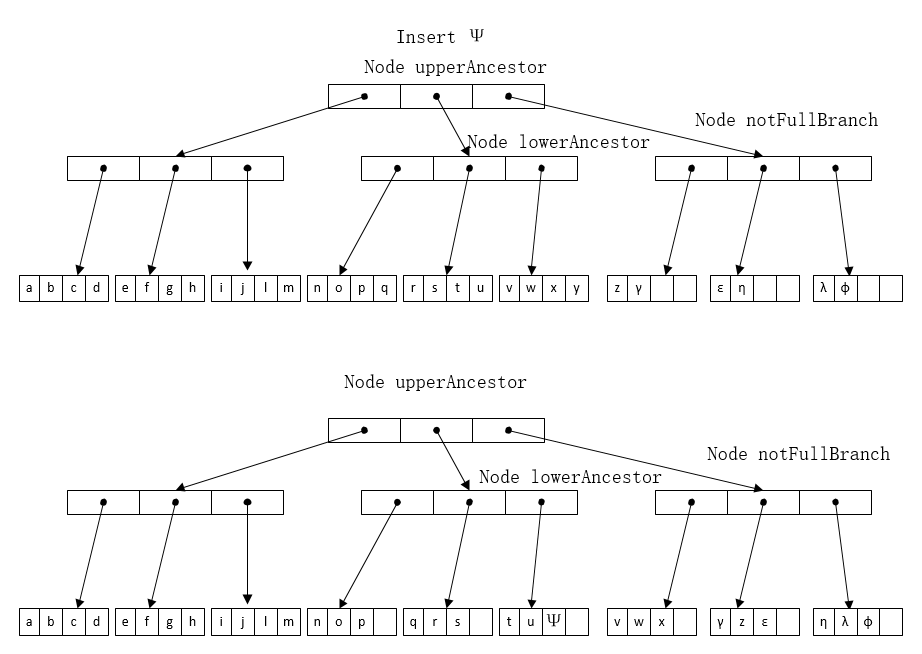 Insert Ψ
Node upperAncestor
Node notFullBranch
Node lowerAncestor
a b c d e f g h i j l m n o p q r s t u v w x y z γ ε η λ φ
Node upperAncestor
Node notFullBranch
Node lowerAncestor
a b c d e f g h i j l m n o p q r s t u Ψ v w x γ z ε η λ φ